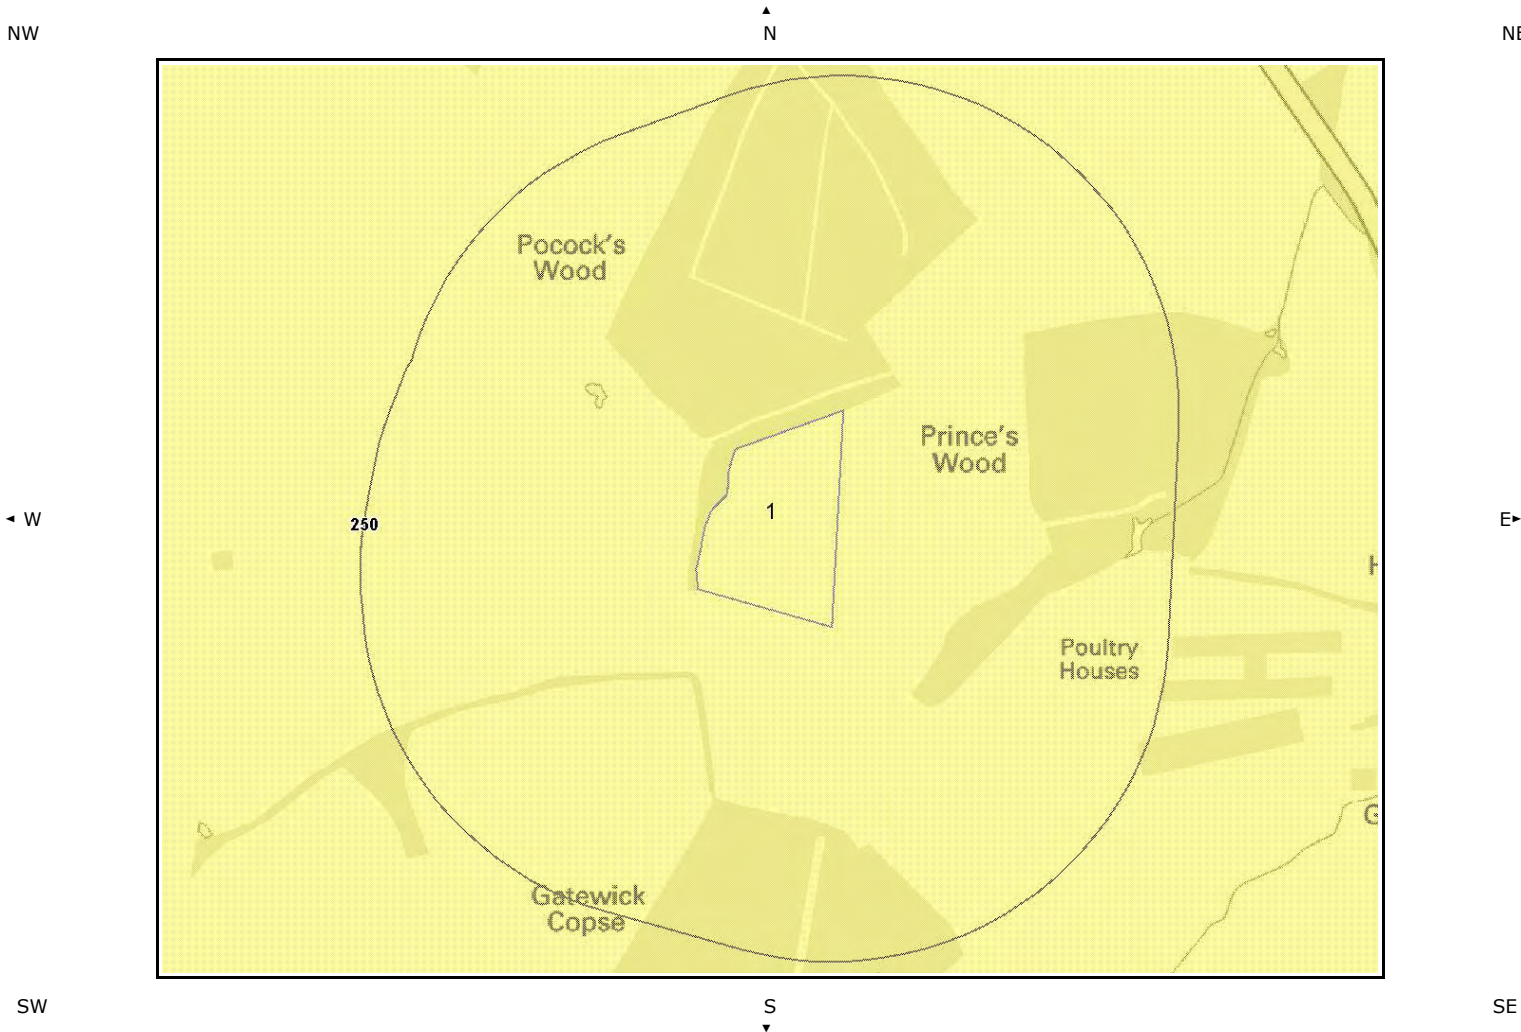 ▲
NW N NE
Pocock's
Wood
Prince's
Wood
1
◄ W 250 E►
H
Poultry
Houses
G
Gatewick
Copse
SW S SE
▼